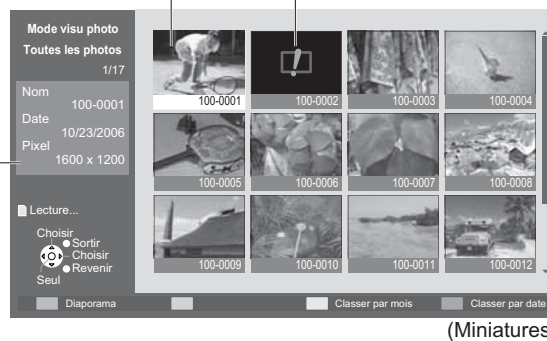 Mode visu photo
Toutes les photos
1/17
Nom
100-0001
Date
10/23/2006
Pixel
1600 x 1200
Lecture...
Choisir
Sortir
Choisir
Revenir
Seul
100-0001
100-0002
100-0003
100-0004
100-0005
100-0006
100-0007
100-0008
100-0009
100-0010
100-0011
100-0012
Diaporama
Classer par mois
Classer par date
(Miniatures